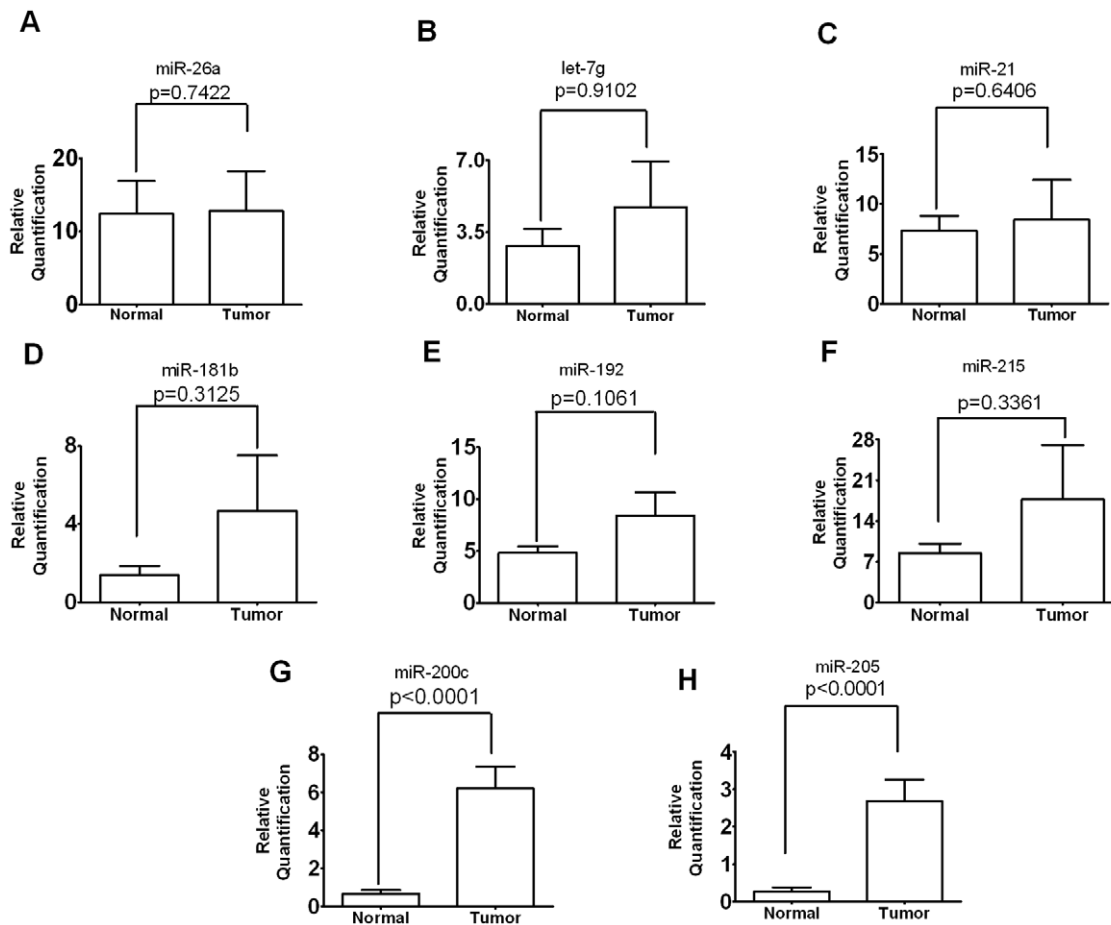 A
miR-26a
p=0.7422
Relative
Quantification
20
10
0
Normal Tumor
B
let-7g
p=0.9102
Relative
Quantification
7.0
3.5
0.0
Normal Tumor
C
miR-21
p=0.6406
Relative
Quantification
15
10
5
0
Normal Tumor
D
miR-181b
p=0.3125
Relative
Quantification
8
4
0
Normal Tumor
E
miR-192
p=0.1061
Relative
Quantification
15
10
5
0
Normal Tumor
F
miR-215
p=0.3361
Relative
Quantification
28
21
14
7
0
Normal Tumor
G
miR-200c
p<0.0001
Relative
Quantification
8
6
4
2
0
Normal Tumor
H
miR-205
p<0.0001
Relative
Quantification
4
3
2
1
0
Normal Tumor